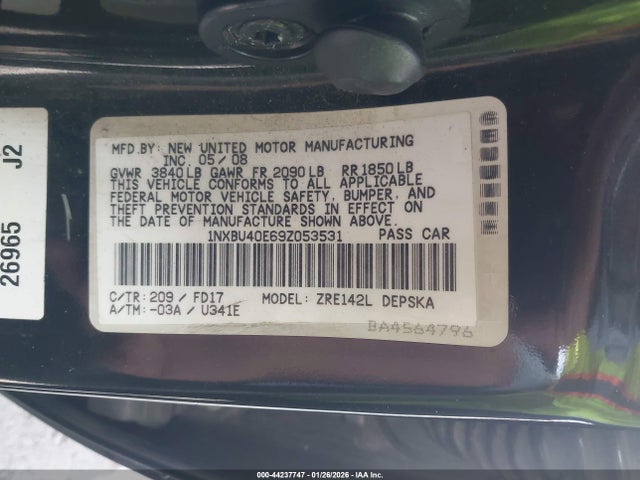 MFD.BY: NEW UNITED MOTOR MANUFACTURING
INC. 05/08
GVWR 3840LB GAWR FR 2090LB RR1850LB
THIS VEHICLE CONFORMS TO ALL APPLICABLE
FEDERAL MOTOR VEHICLE SAFETY, BUMPER, AND
THEFT PREVENTION STANDARDS IN EFFECT ON
THE DATE OF MANUFACTURE SHOWN ABOVE.
1NXBU40E69Z053531 PASS CAR
C/TR: 209 / FD17 MODEL: ZRE142L DEPSKA
A/TM: -03A / U341E
BA4564796
26965 J2
000-44237747 | 01/26/2026 | © IAA Inc.